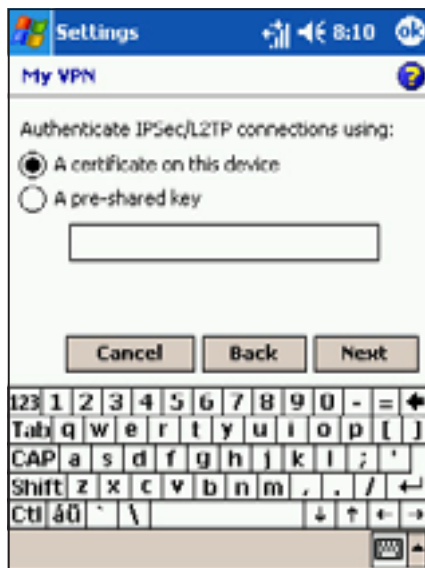 Settings 8:10 ok
My VPN ?
Authenticate IPSec/L2TP connections using:
A certificate on this device
A pre-shared key
Cancel Back Next
123 1 2 3 4 5 6 7 8 9 0 - =
Tab q w e r t y u i o p [ ]
CAP a s d f g h j k l ; '
Shift z x c v b n m , . /
Ctl áü ` \